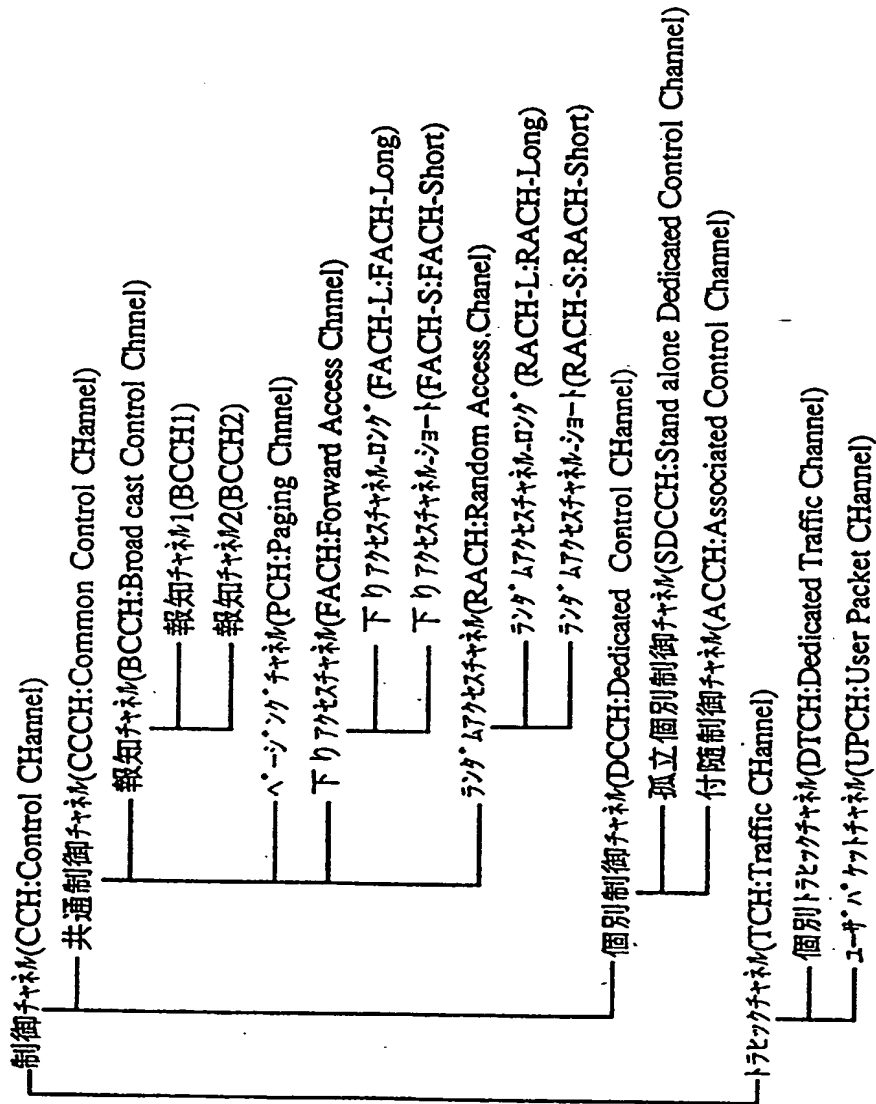 制御チャネル(CCH:Control CHannel)
共通制御チャネル(CCCH:Common Control CHannel)
報知チャネル(BCCH:Broad cast Control Chnnel)
報知チャネル1(BCCH1)
報知チャネル2(BCCH2)
ページングチャネル(PCH:Paging Chnnel)
下りアクセスチャネル(FACH:Forward Access Chnnel)
下りアクセスチャネル-ロング(FACH-L:FACH-Long)
下りアクセスチャネル-ショート(FACH-S:FACH-Short)
ランダムアクセスチャネル(RACH:Random Access Chanel)
ランダムアクセスチャネル-ロング(RACH-L:RACH-Long)
ランダムアクセスチャネル-ショート(RACH-S:RACH-Short)
個別制御チャネル(DCCH:Dedicated Control CHannel)
孤立個別制御チャネル(SDCCH:Stand alone Dedicated Control Channel)
付随制御チャネル(ACCH:Associated Control Channel)
トラヒックチャネル(TCH:Traffic CHannel)
個別トラヒックチャネル(DTCH:Dedicated Traffic Channel)
ユーザパケットチャネル(UPCH:User Packet CHannel)